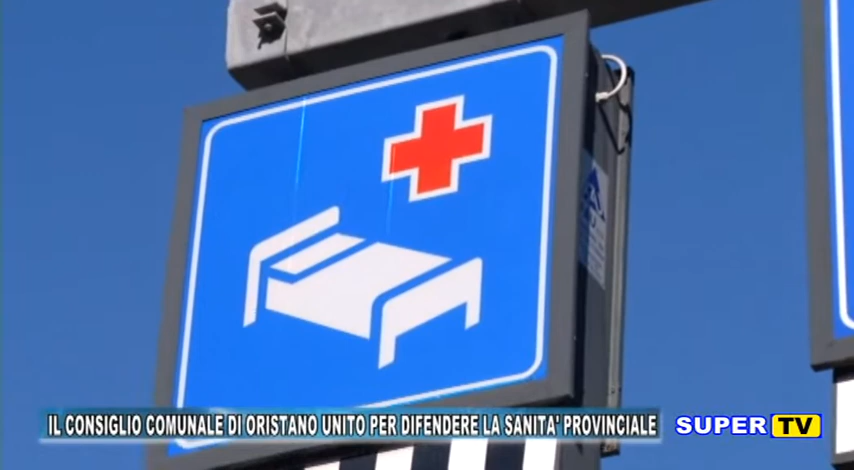 IL CONSIGLIO COMUNALE DI ORISTANO UNITO PER DIFENDERE LA SANITA' PROVINCIALE
SUPER TV